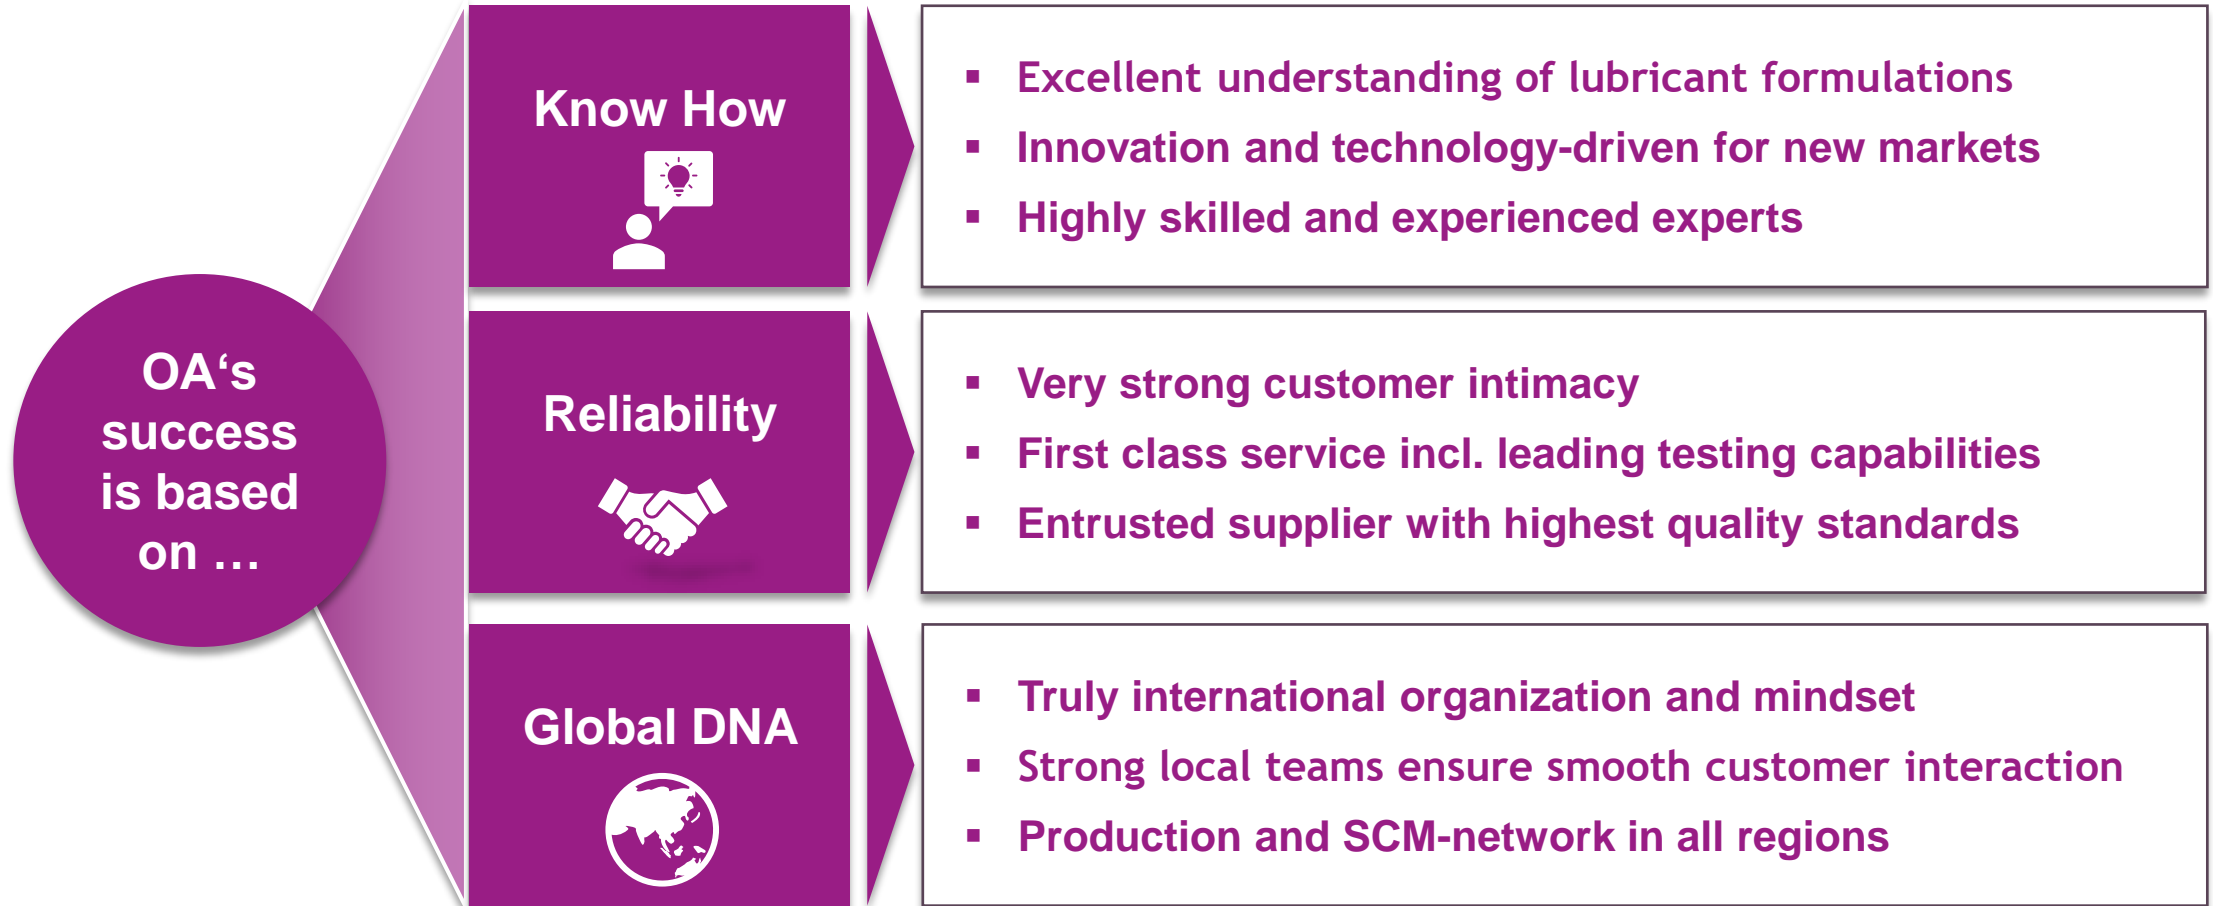 OA‘s
success
is based
on …
Know How
▪ Excellent understanding of lubricant formulations
▪ Innovation and technology-driven for new markets
▪ Highly skilled and experienced experts
Reliability
▪ Very strong customer intimacy
▪ First class service incl. leading testing capabilities
▪ Entrusted supplier with highest quality standards
Global DNA
▪ Truly international organization and mindset
▪ Strong local teams ensure smooth customer interaction
▪ Production and SCM-network in all regions